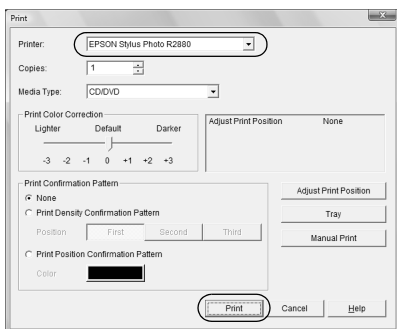 Print
Printer: EPSON Stylus Photo R2880
Copies: 1
Media Type: CD/DVD
Print Color Correction
Lighter Default Darker
-3 -2 -1 0 +1 +2 +3
Adjust Print Position None
Print Confirmation Pattern
None
Print Density Confirmation Pattern
Position First Second Third
Print Position Confirmation Pattern
Color
Adjust Print Position
Tray
Manual Print
Print Cancel Help